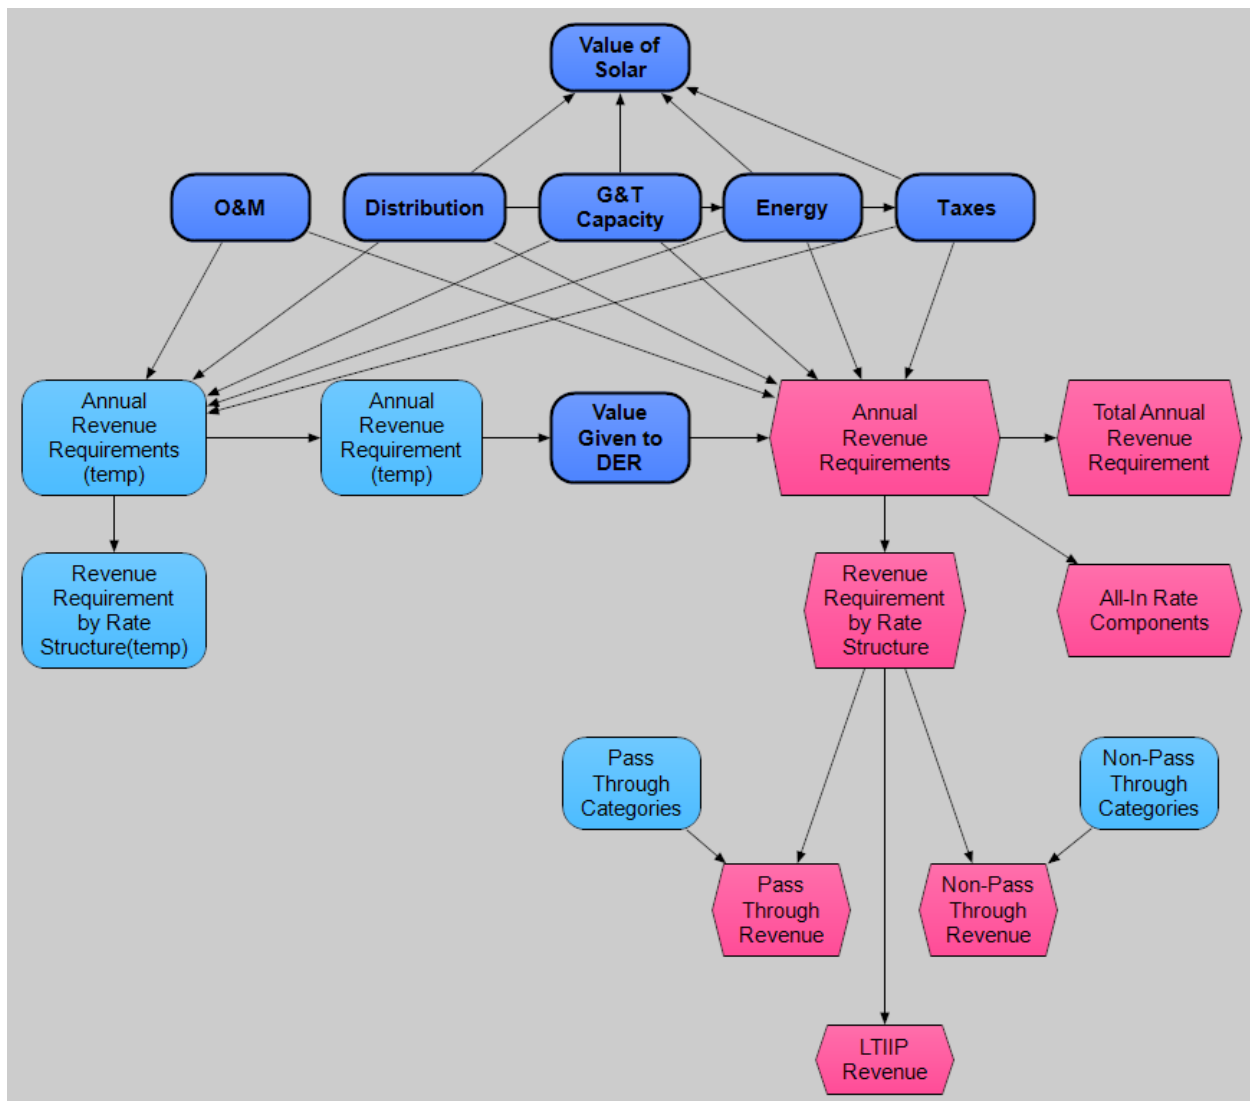 Value of
Solar
O&M
Distribution
G&T
Capacity
Energy
Taxes
Annual
Revenue
Requirements
(temp)
Annual
Revenue
Requirement
(temp)
Value
Given to
DER
Annual
Revenue
Requirements
Total Annual
Revenue
Requirement
Revenue
Requirement
by Rate
Structure(temp)
Revenue
Requirement
by Rate
Structure
All-In Rate
Components
Pass
Through
Categories
Non-Pass
Through
Categories
Pass
Through
Revenue
Non-Pass
Through
Revenue
LTIIP
Revenue